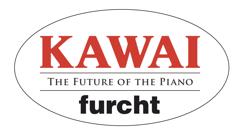 KAWAI
THE FUTURE OF THE PIANO
furcht